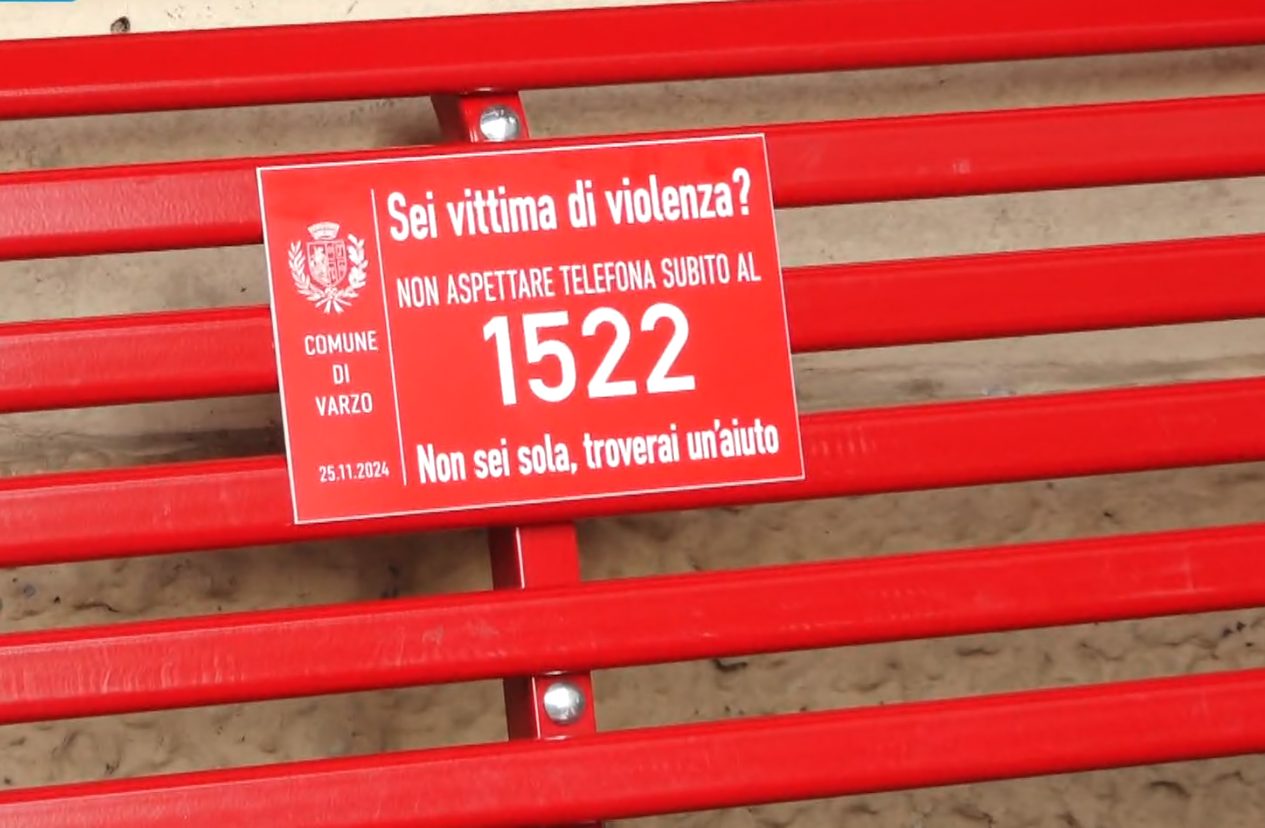 Sei vittima di violenza?
NON ASPETTARE TELEFONA SUBITO AL
1522
Non sei sola, troverai un'aiuto
COMUNE
DI
VARZO
25.11.2024